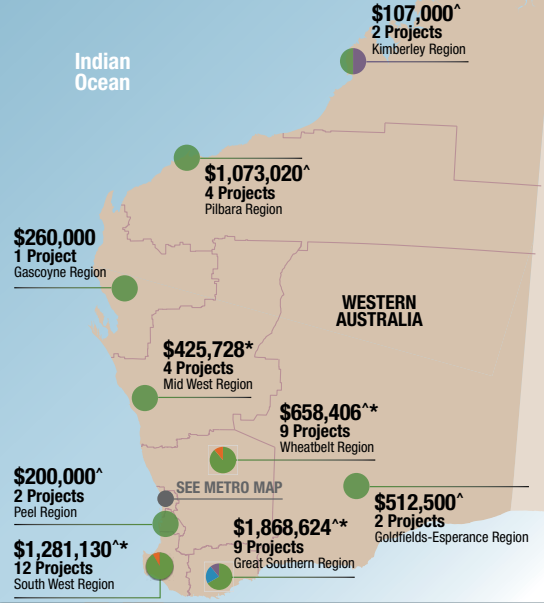 $107,000^
2 Projects
Kimberley Region
Indian
Ocean
$1,073,020^
4 Projects
Pilbara Region
$260,000
1 Project
Gascoyne Region
WESTERN
AUSTRALIA
$425,728*
4 Projects
Mid West Region
$658,406^*
9 Projects
Wheatbelt Region
$200,000^
2 Projects
Peel Region
SEE METRO MAP
$512,500^
2 Projects
Goldfields-Esperance Region
$1,868,624^*
9 Projects
Great Southern Region
$1,281,130^*
12 Projects
South West Region